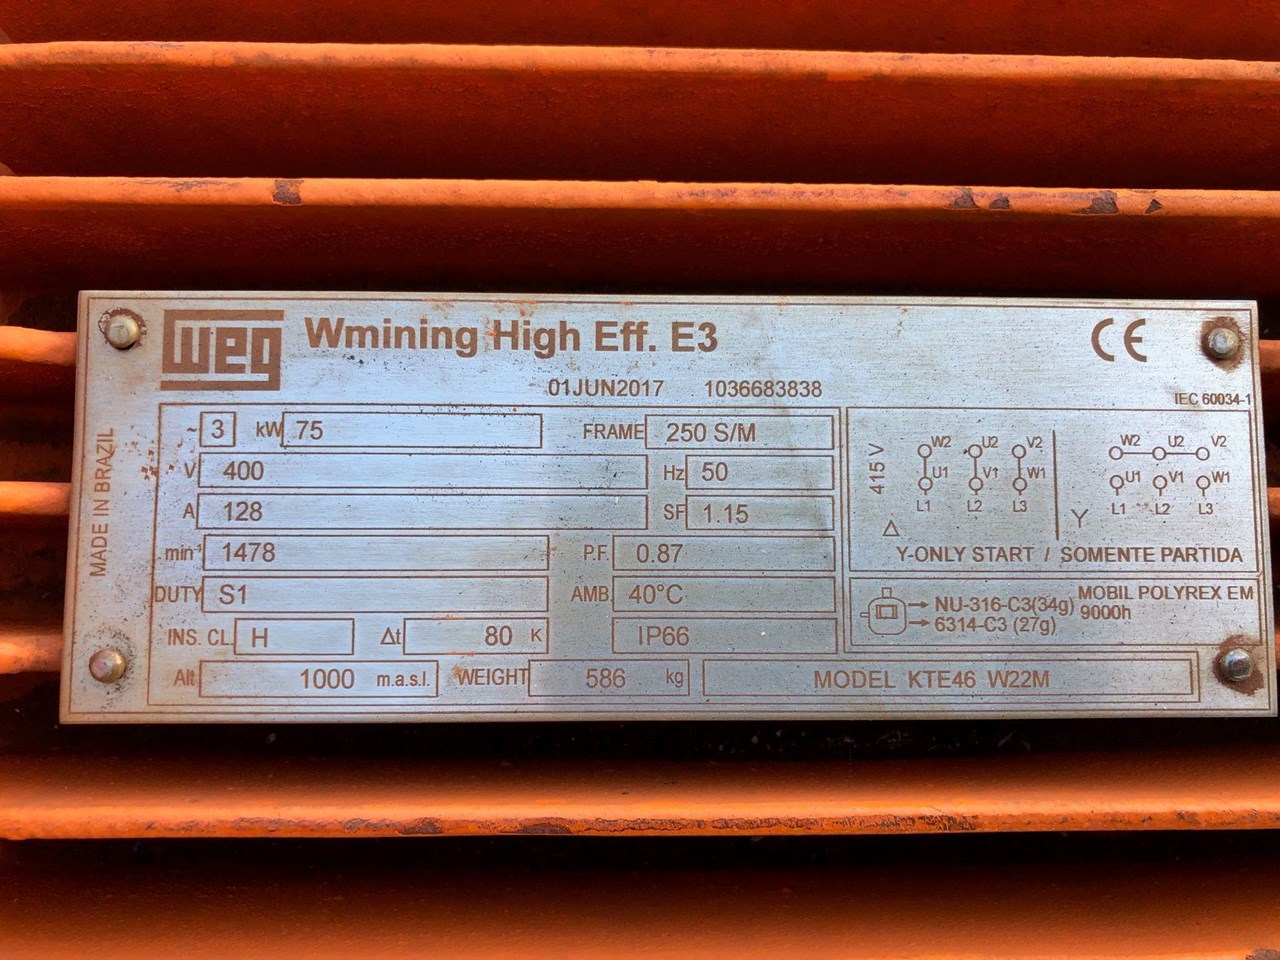 weg Wmining High Eff. E3 CE
01JUN2017 1036683838
IEC 60034-1
MADE IN BRAZIL
~ 3 kW 75 FRAME 250 S/M
V 400 Hz 50
A 128 SF 1.15
min⁻¹ 1478 P.F. 0.87
DUTY S1 AMB. 40°C
INS. CL. H Δt 80 K IP66
Alt 1000 m.a.s.l. WEIGHT 586 kg MODEL KTE46 W22M
415 V
W2 U2 V2
U1 V1 W1
L1 L2 L3
Δ
W2 U2 V2
U1 V1 W1
L1 L2 L3
Y
Y-ONLY START / SOMENTE PARTIDA
NU-316-C3(34g) MOBIL POLYREX EM
6314-C3 (27g) 9000h